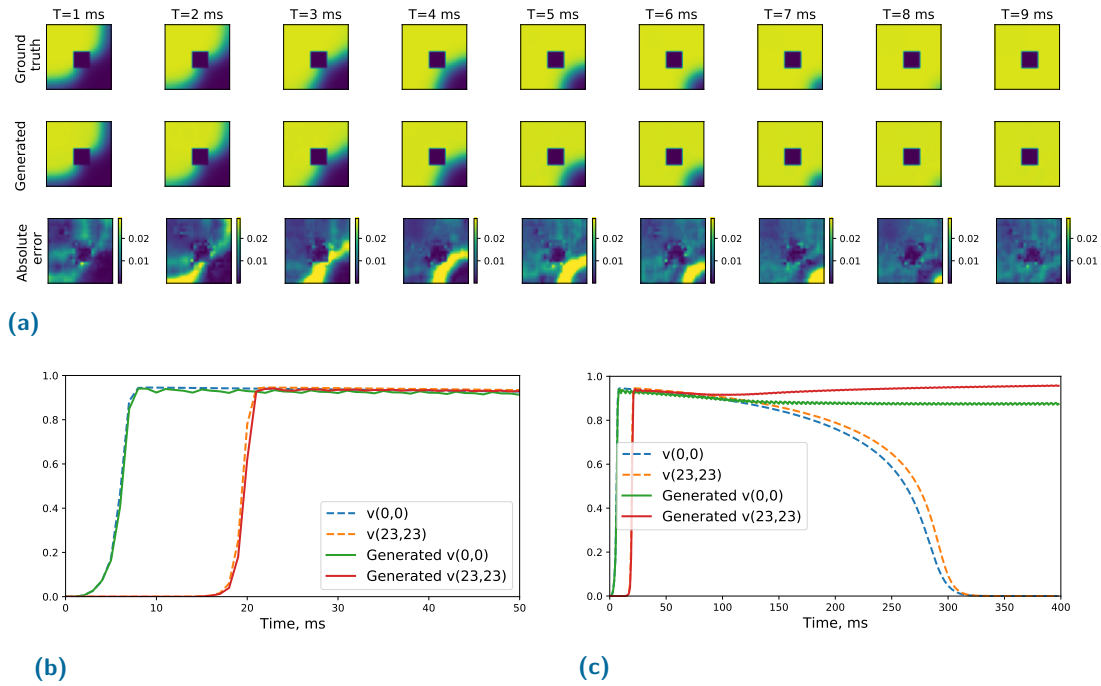 T=1 ms T=2 ms T=3 ms T=4 ms T=5 ms T=6 ms T=7 ms T=8 ms T=9 ms
Ground
truth
Generated
Absolute
error
0.02 0.02 0.02 0.02 0.02 0.02 0.02 0.02 0.02
0.01 0.01 0.01 0.01 0.01 0.01 0.01 0.01 0.01
(a)
1.0
0.8
0.6
0.4
0.2
0.0
0 10 20 30 40 50
Time, ms
v(0,0)
v(23,23)
Generated v(0,0)
Generated v(23,23)
(b)
1.0
0.8
0.6
0.4
0.2
0.0
0 50 100 150 200 250 300 350 400
Time, ms
v(0,0)
v(23,23)
Generated v(0,0)
Generated v(23,23)
(c)